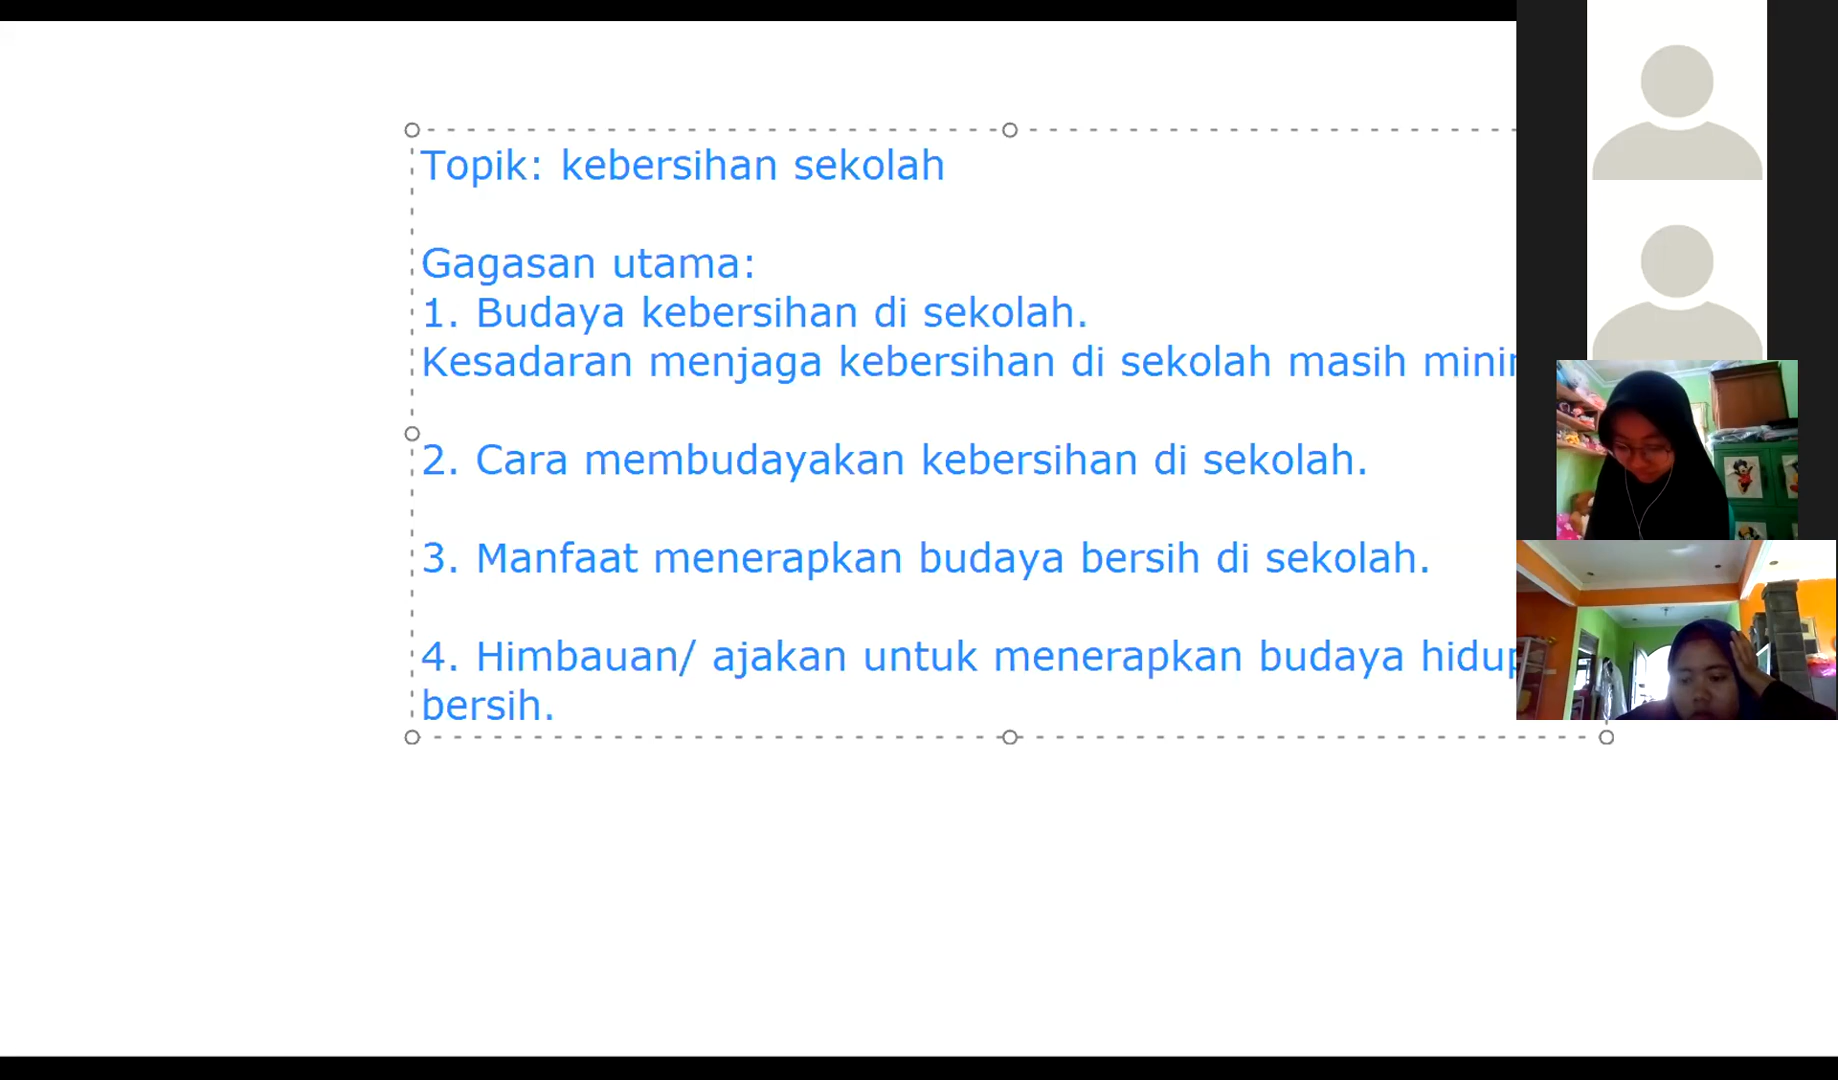 Topik: kebersihan sekolah
Gagasan utama:
1. Budaya kebersihan di sekolah.
Kesadaran menjaga kebersihan di sekolah masih
2. Cara membudayakan kebersihan di sekolah.
3. Manfaat menerapkan budaya bersih di sekolah.
4. Himbauan/ ajakan untuk menerapkan budaya hidup
bersih.